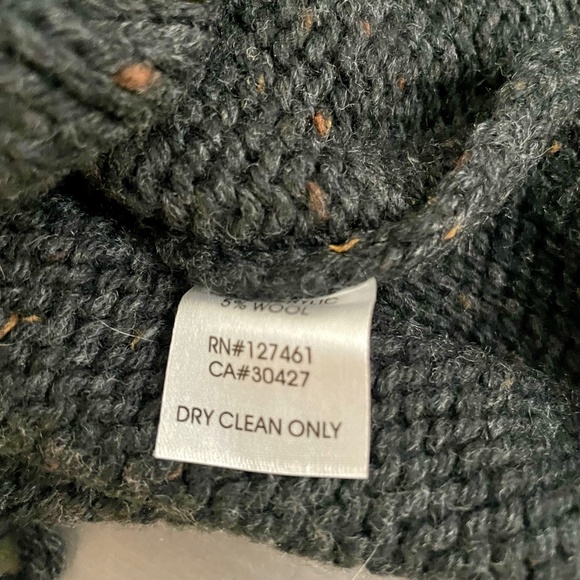 5% WOOL
RN#127461
CA#30427
DRY CLEAN ONLY